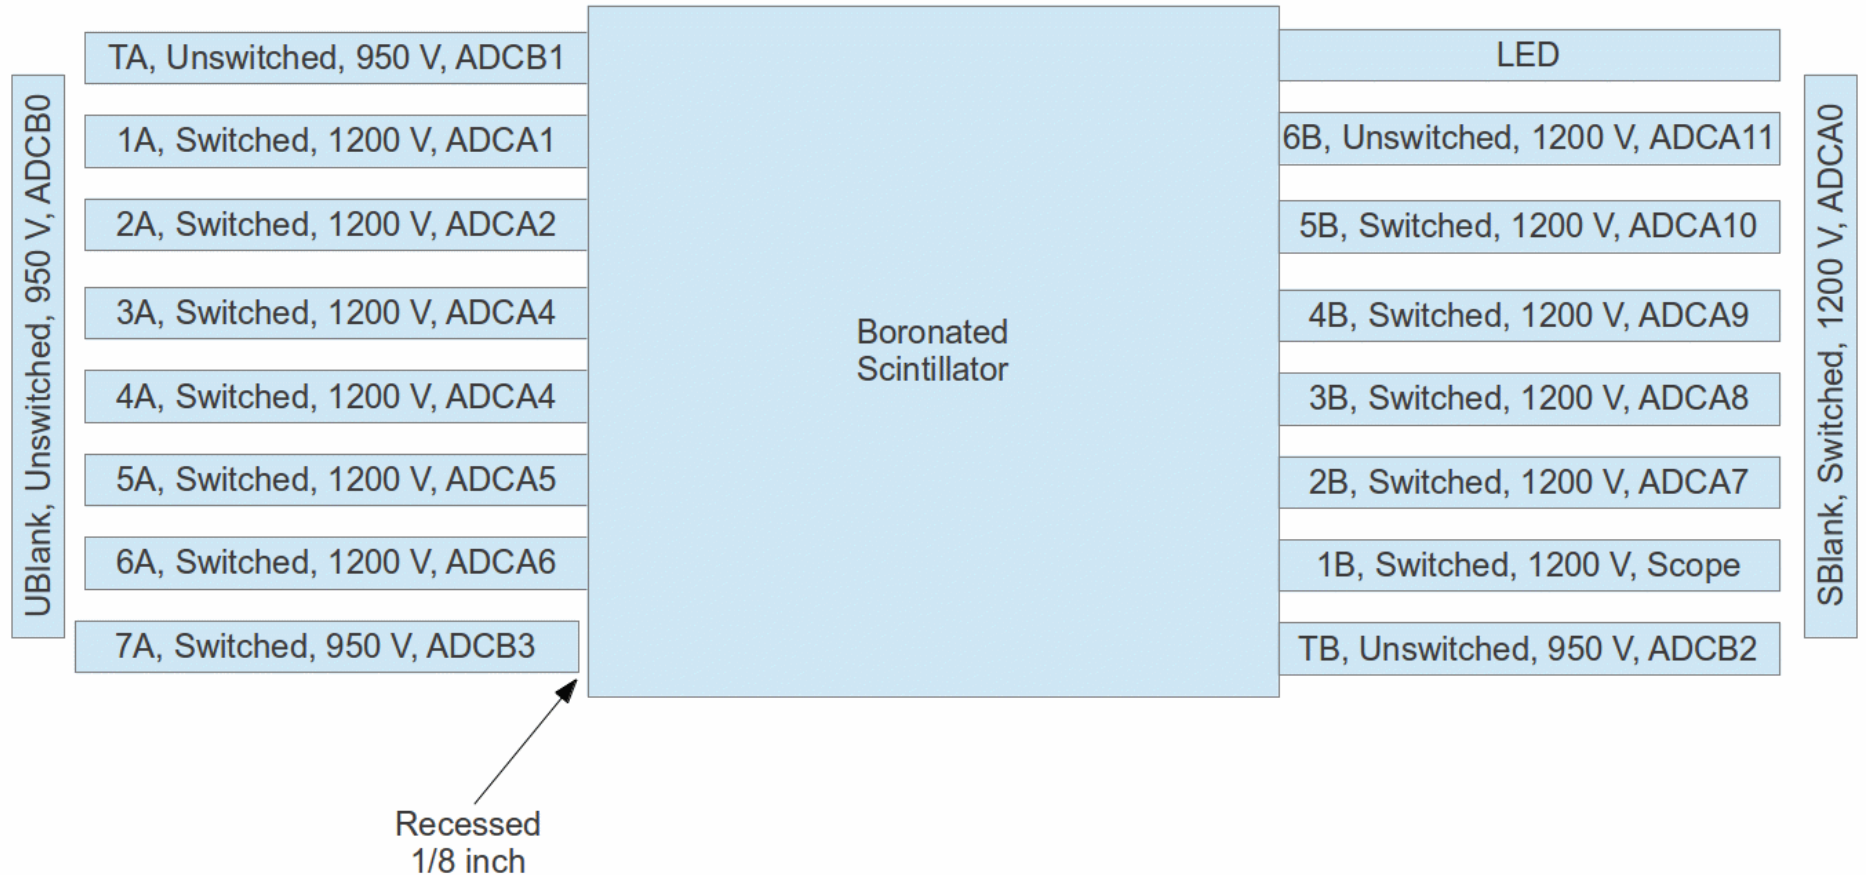 UBlank, Unswitched, 950 V, ADCB0
TA, Unswitched, 950 V, ADCB1
1A, Switched, 1200 V, ADCA1
2A, Switched, 1200 V, ADCA2
3A, Switched, 1200 V, ADCA4
4A, Switched, 1200 V, ADCA4
5A, Switched, 1200 V, ADCA5
6A, Switched, 1200 V, ADCA6
7A, Switched, 950 V, ADCB3
Recessed
1/8 inch
Boronated
Scintillator
LED
6B, Unswitched, 1200 V, ADCA11
5B, Switched, 1200 V, ADCA10
4B, Switched, 1200 V, ADCA9
3B, Switched, 1200 V, ADCA8
2B, Switched, 1200 V, ADCA7
1B, Switched, 1200 V, Scope
TB, Unswitched, 950 V, ADCB2
SBlank, Switched, 1200 V, ADCA0